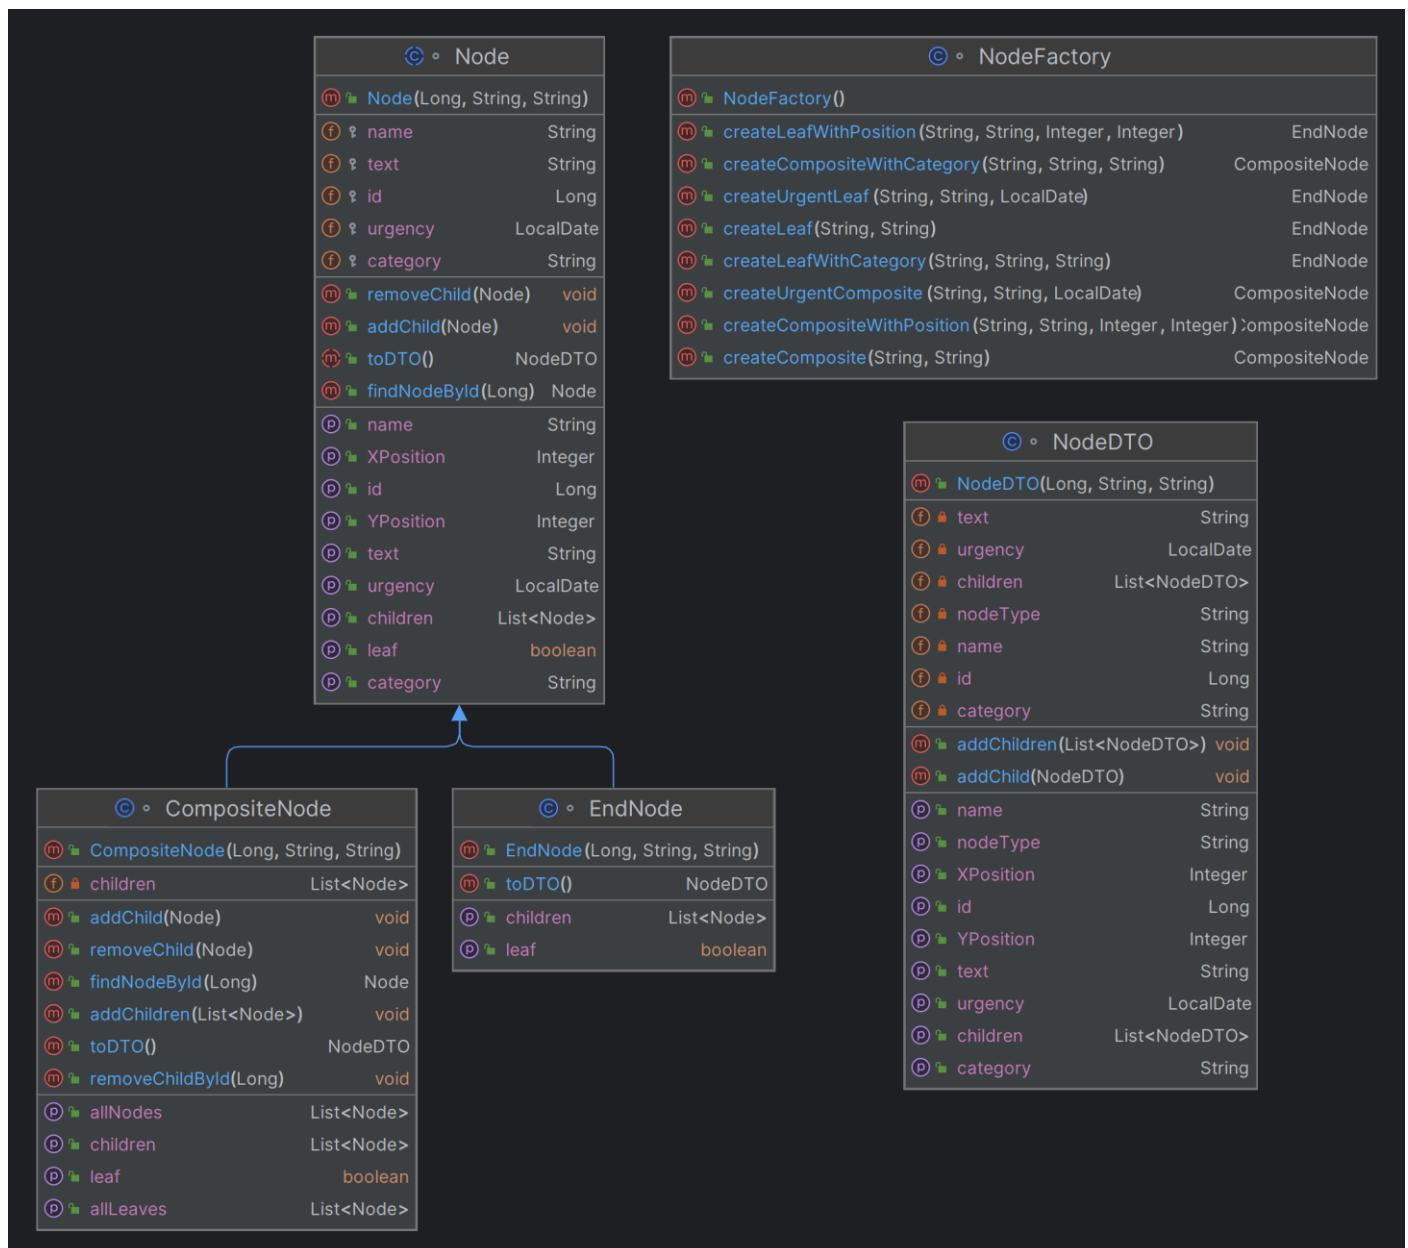 Node
Node(Long, String, String)
name String
text String
id Long
urgency LocalDate
category String
removeChild(Node) void
addChild(Node) void
toDTO() NodeDTO
findNodeById(Long) Node
name String
XPosition Integer
id Long
YPosition Integer
text String
urgency LocalDate
children List<Node>
leaf boolean
category String
NodeFactory
NodeFactory()
createLeafWithPosition(String, String, Integer, Integer) EndNode
createCompositeWithCategory(String, String, String) CompositeNode
createUrgentLeaf(String, String, LocalDate) EndNode
createLeaf(String, String) EndNode
createLeafWithCategory(String, String, String) EndNode
createUrgentComposite(String, String, LocalDate) CompositeNode
createCompositeWithPosition(String, String, Integer, Integer) ompositeNode
createComposite(String, String) CompositeNode
NodeDTO
NodeDTO(Long, String, String)
text String
urgency LocalDate
children List<NodeDTO>
nodeType String
name String
id Long
category String
addChildren(List<NodeDTO>) void
addChild(NodeDTO) void
name String
nodeType String
XPosition Integer
id Long
YPosition Integer
text String
urgency LocalDate
children List<NodeDTO>
category String
CompositeNode
CompositeNode(Long, String, String)
children List<Node>
addChild(Node) void
removeChild(Node) void
findNodeById(Long) Node
addChildren(List<Node>) void
toDTO() NodeDTO
removeChildById(Long) void
allNodes List<Node>
children List<Node>
leaf boolean
allLeaves List<Node>
EndNode
EndNode(Long, String, String)
toDTO() NodeDTO
children List<Node>
leaf boolean